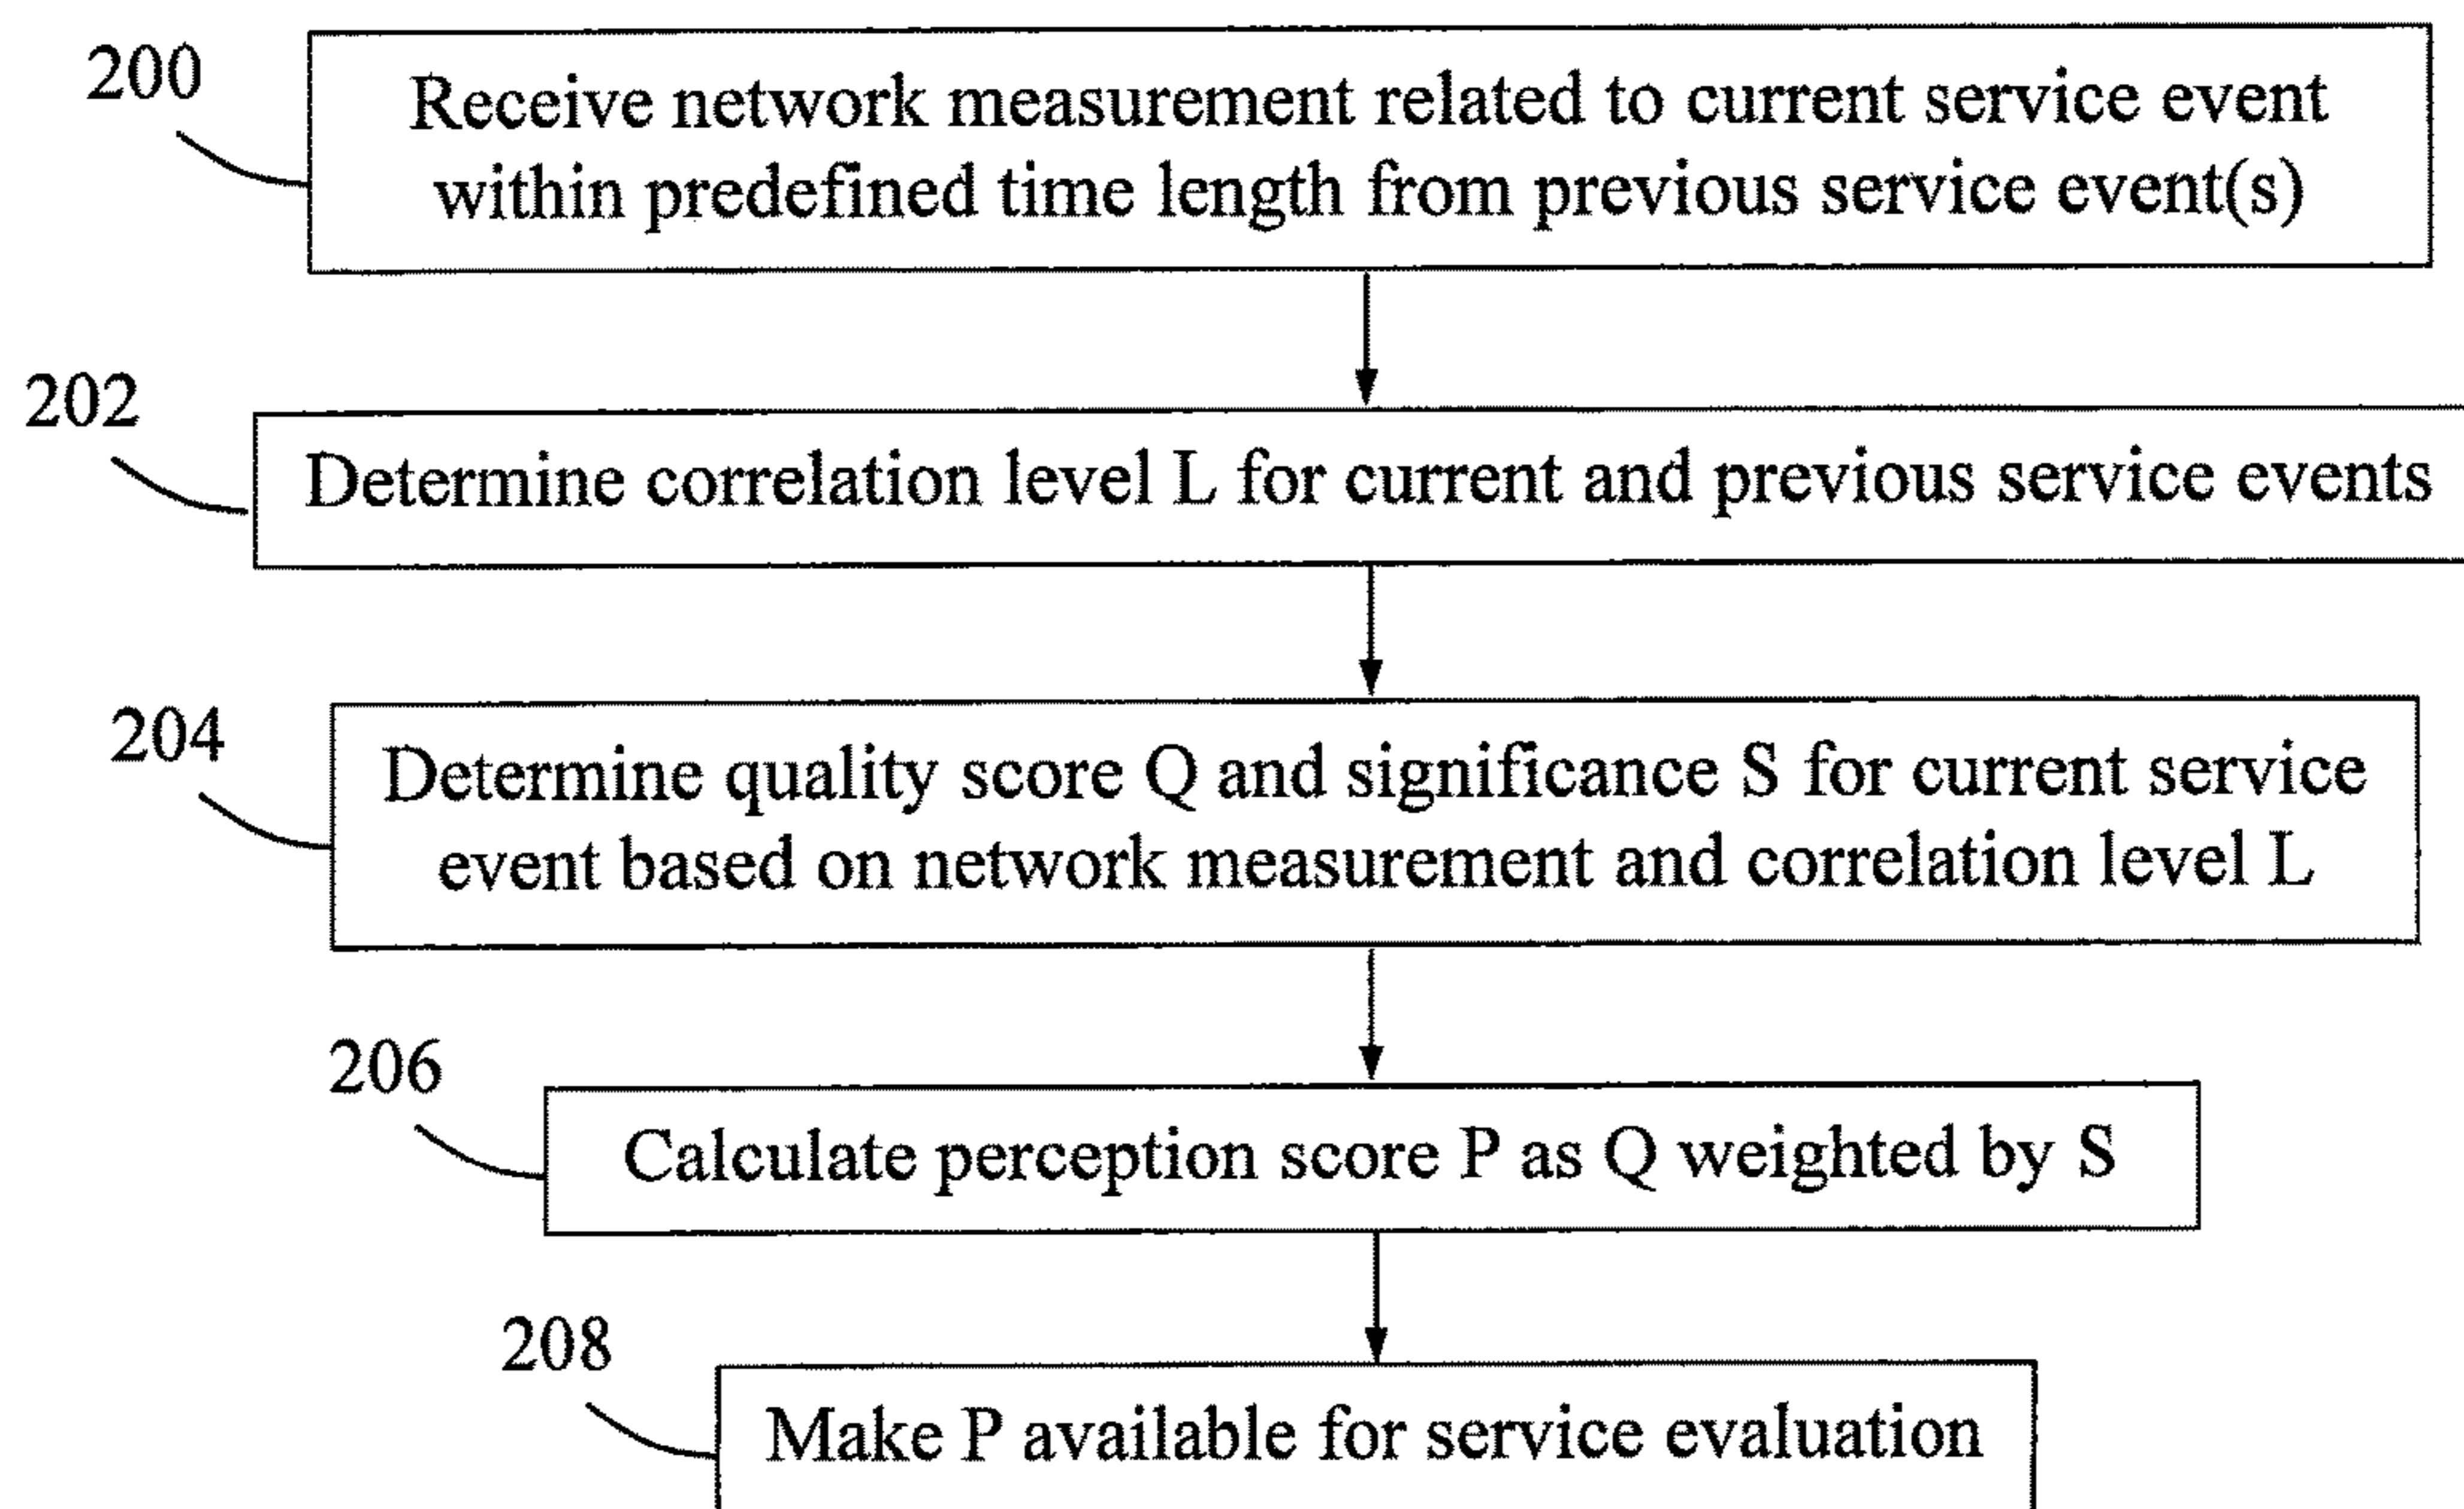 200
Receive network measurement related to current service event
within predefined time length from previous service event(s)
202
Determine correlation level L for current and previous service events
204
Determine quality score Q and significance S for current service
event based on network measurement and correlation level L
206
Calculate perception score P as Q weighted by S
208
Make P available for service evaluation